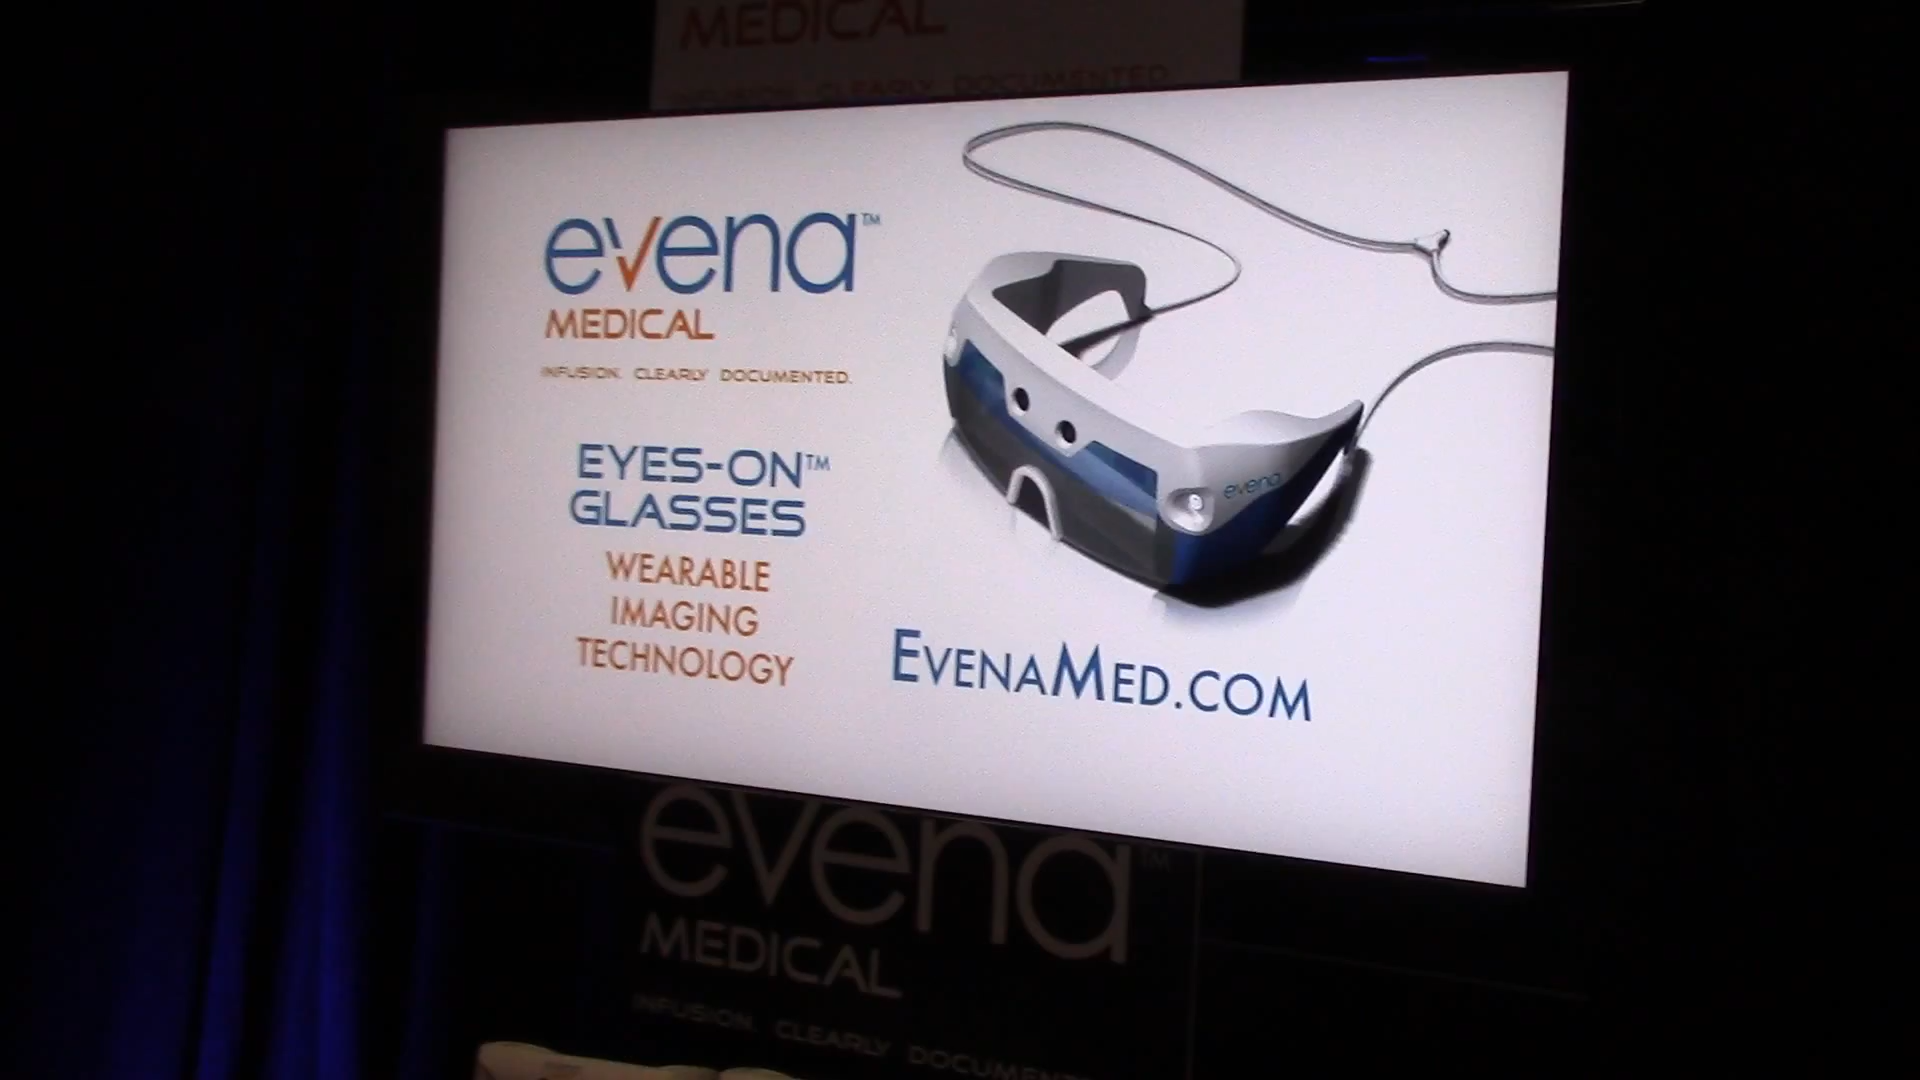 MEDICAL
INFUSION. CLEARLY DOCUMENTED.
evena™
MEDICAL
INFUSION. CLEARLY DOCUMENTED.
EYES-ON™
GLASSES
WEARABLE
IMAGING
TECHNOLOGY
evena
EVENAMED.COM
evena™
MEDICAL
INFUSION. CLEARLY DOCUMENT